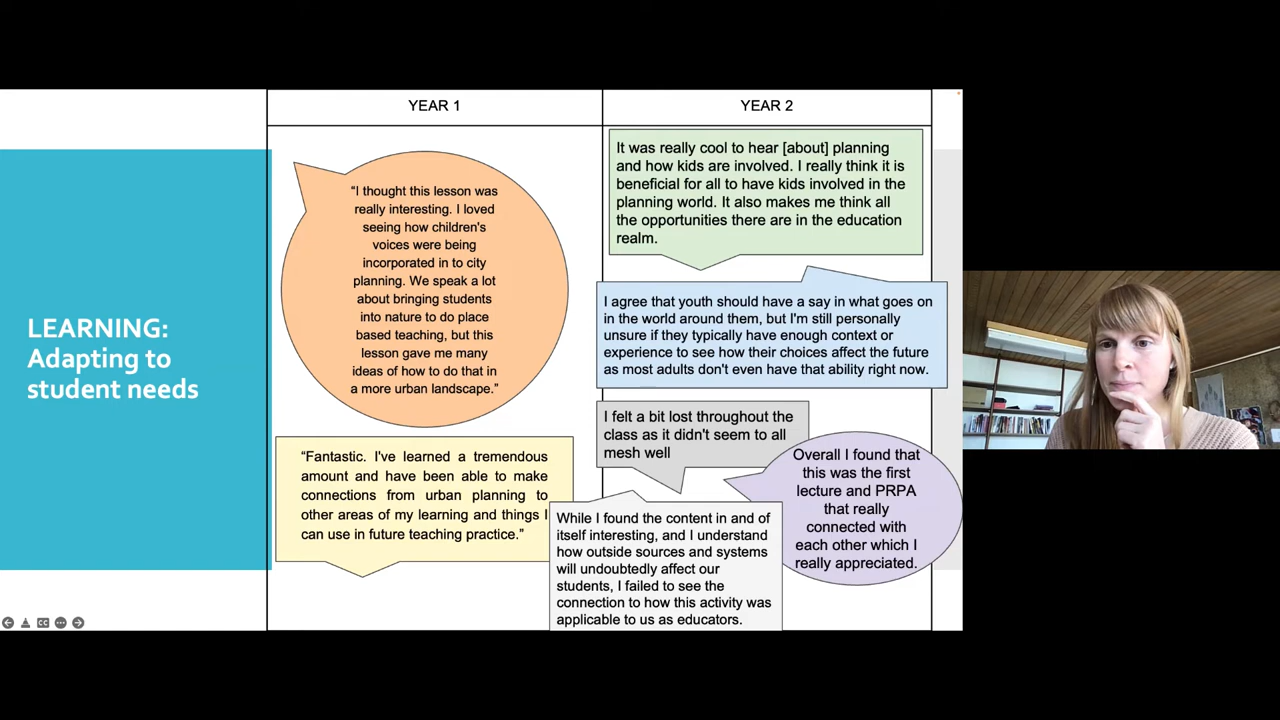 LEARNING:
Adapting to
student needs
YEAR 1
"I thought this lesson was
really interesting. I loved
seeing how children's
voices were being
incorporated in to city
planning. We speak a lot
about bringing students
into nature to do place
based teaching, but this
lesson gave me many
ideas of how to do that in
a more urban landscape."
"Fantastic. I've learned a tremendous
amount and have been able to make
connections from urban planning to
other areas of my learning and things I
can use in future teaching practice."
YEAR 2
It was really cool to hear [about] planning
and how kids are involved. I really think it is
beneficial for all to have kids involved in the
planning world. It also makes me think all
the opportunities there are in the education
realm.
I agree that youth should have a say in what goes on
in the world around them, but I'm still personally
unsure if they typically have enough context or
experience to see how their choices affect the future
as most adults don't even have that ability right now.
I felt a bit lost throughout the
class as it didn't seem to all
mesh well
Overall I found that
this was the first
lecture and PRPA
that really
connected with
each other which I
really appreciated.
While I found the content in and of
itself interesting, and I understand
how outside sources and systems
will undoubtedly affect our
students, I failed to see the
connection to how this activity was
applicable to us as educators.
CC